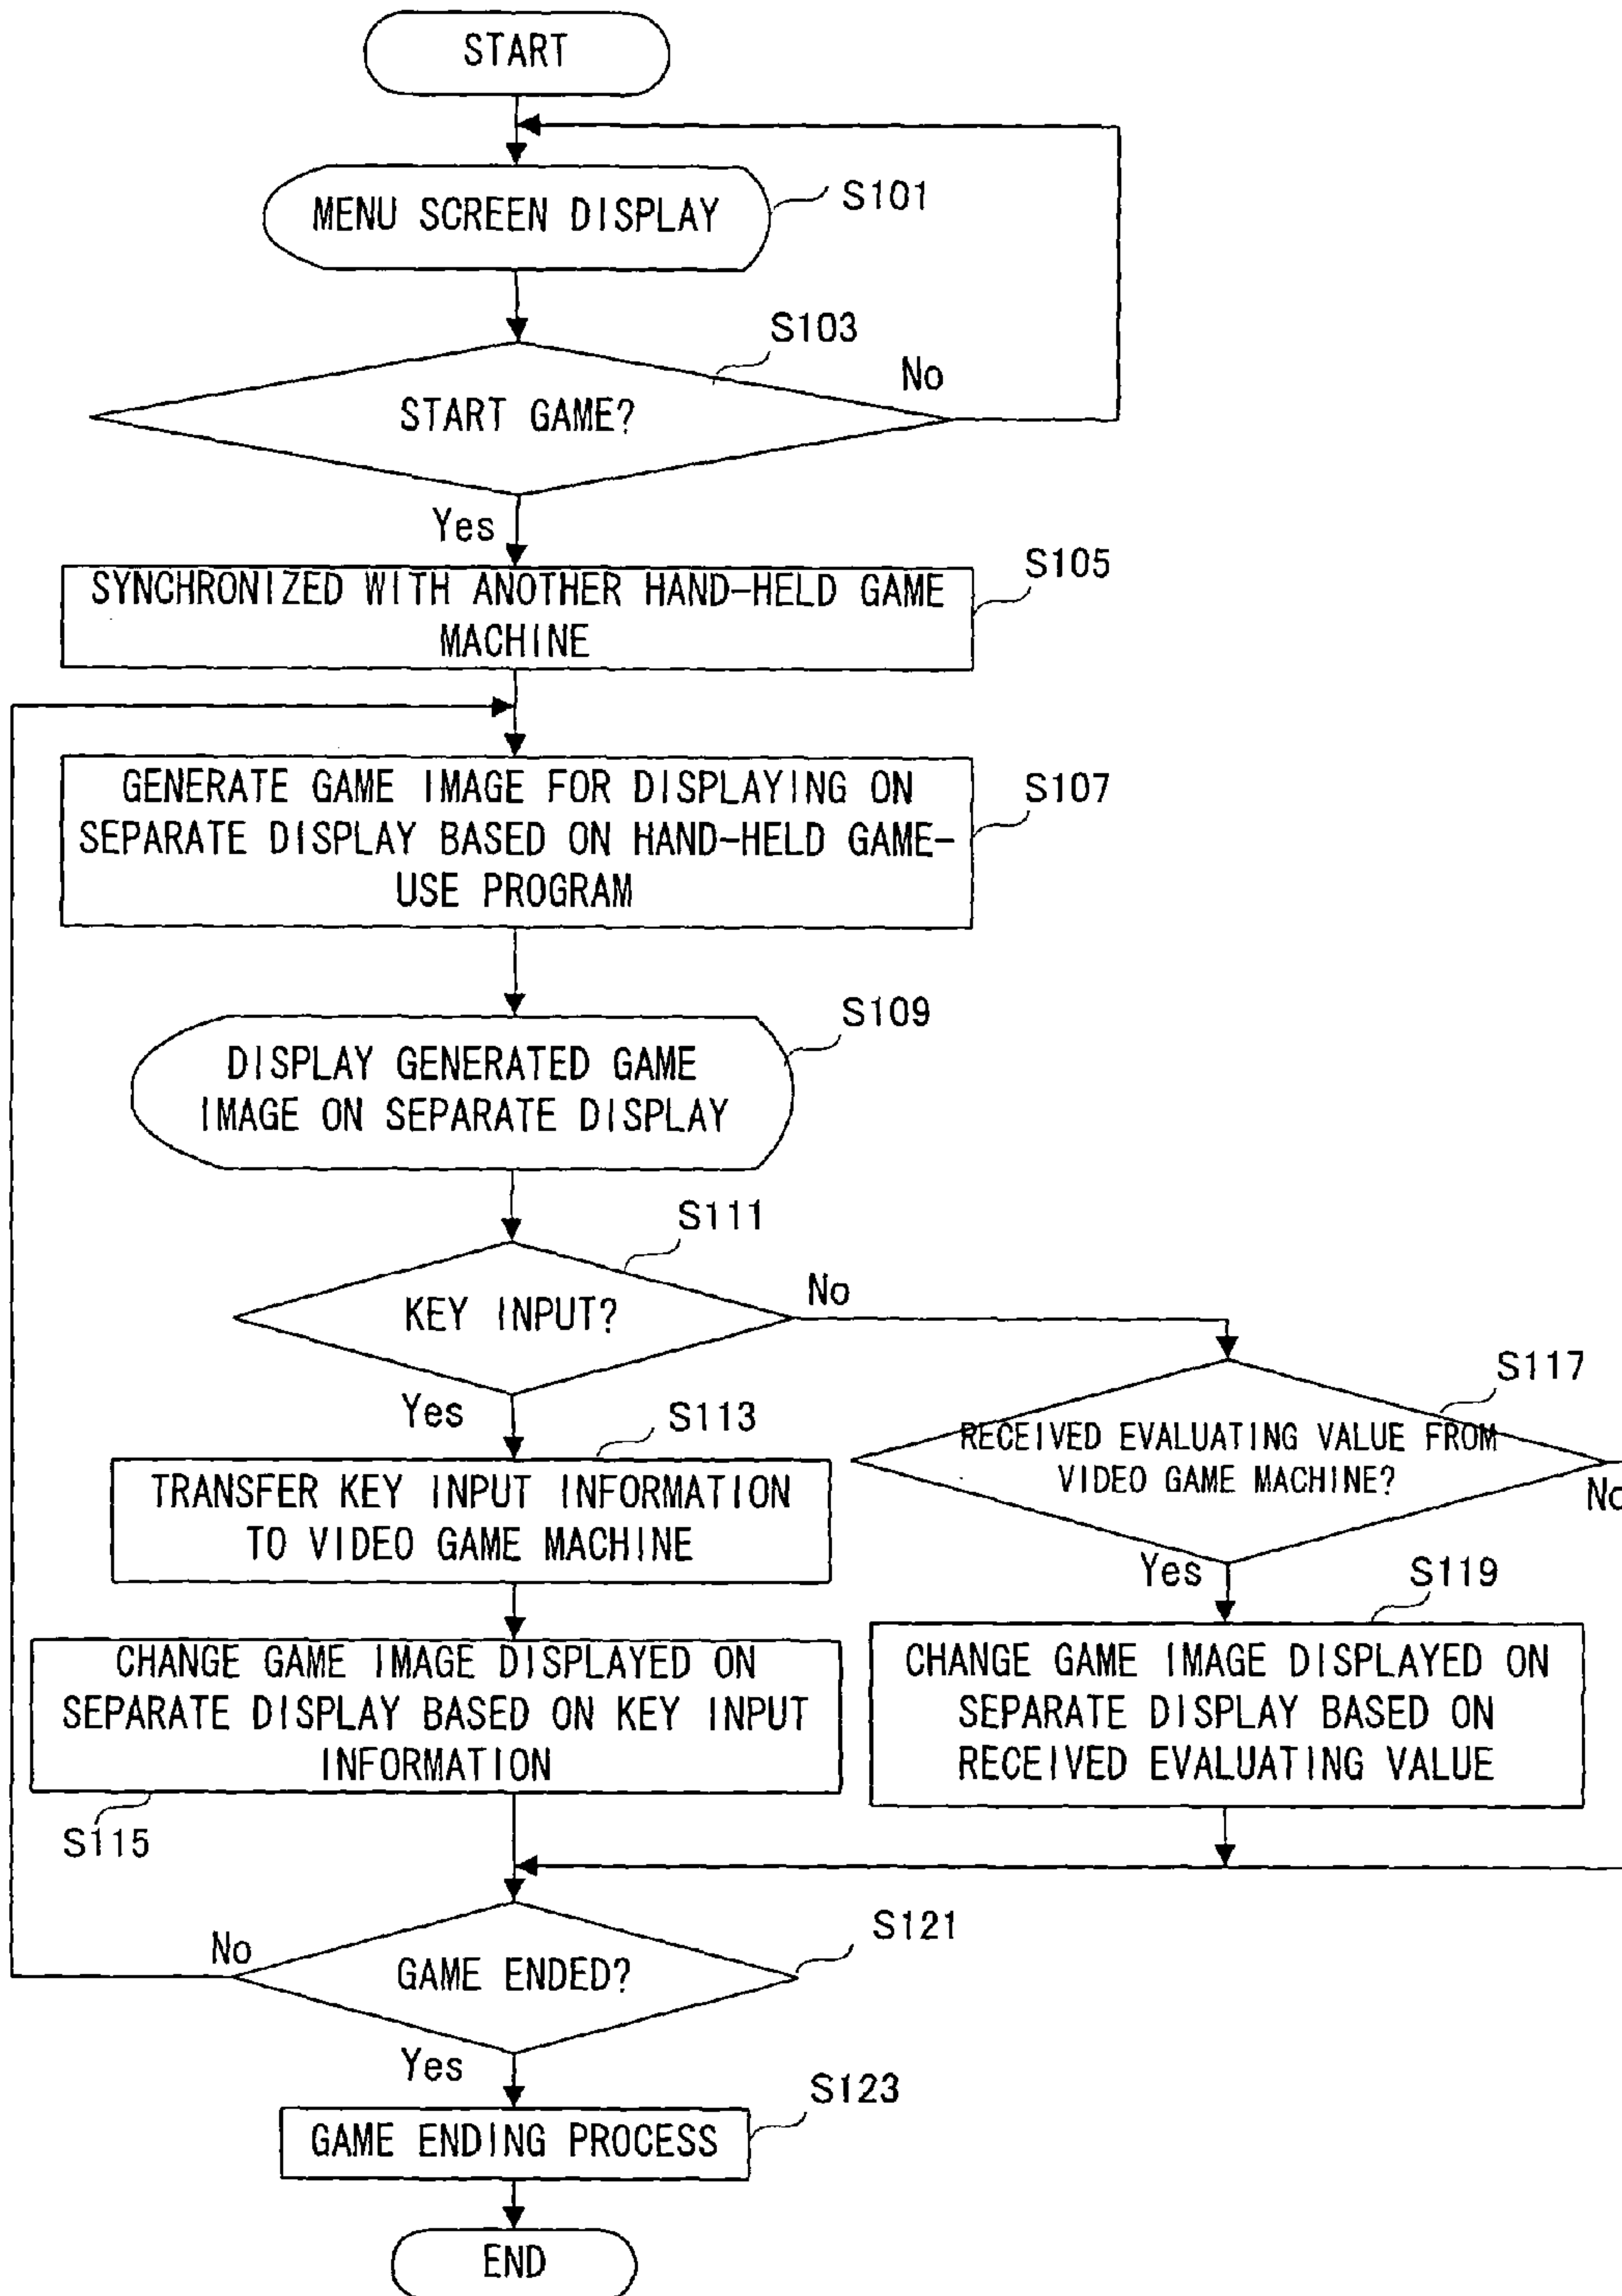 START
MENU SCREEN DISPLAY
S101
S103
START GAME?
No
Yes
S105
SYNCHRONIZED WITH ANOTHER HAND-HELD GAME
MACHINE
S107
GENERATE GAME IMAGE FOR DISPLAYING ON
SEPARATE DISPLAY BASED ON HAND-HELD GAME-
USE PROGRAM
S109
DISPLAY GENERATED GAME
IMAGE ON SEPARATE DISPLAY
S111
KEY INPUT?
No
Yes
S113
TRANSFER KEY INPUT INFORMATION
TO VIDEO GAME MACHINE
S117
RECEIVED EVALUATING VALUE FROM
VIDEO GAME MACHINE?
No
Yes
S119
CHANGE GAME IMAGE DISPLAYED ON
SEPARATE DISPLAY BASED ON KEY INPUT
INFORMATION
S115
CHANGE GAME IMAGE DISPLAYED ON
SEPARATE DISPLAY BASED ON
RECEIVED EVALUATING VALUE
S121
No
GAME ENDED?
Yes
S123
GAME ENDING PROCESS
END